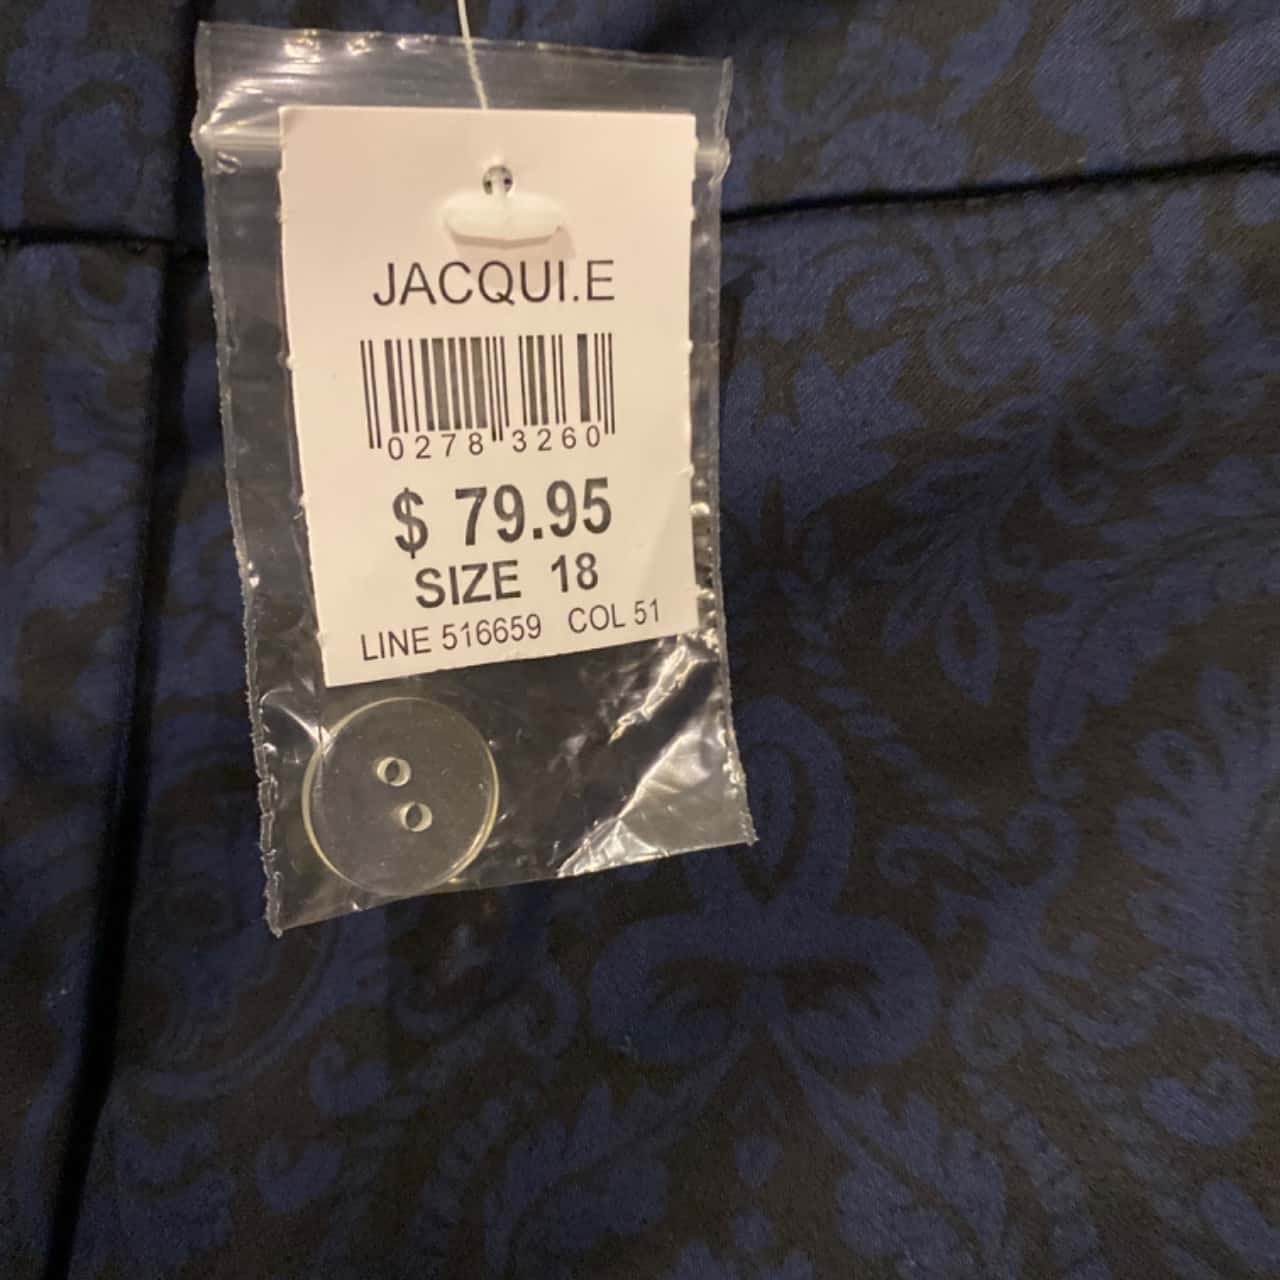 JACQUI.E
0278 3260
$ 79.95
SIZE 18
LINE 516659 COL 51